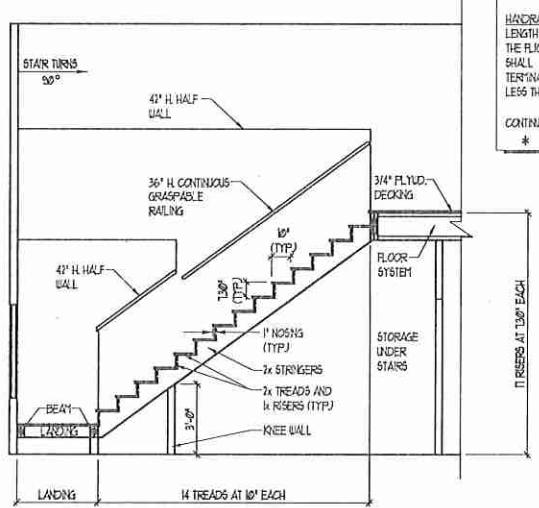 HANDRA
LENGTH
THE FLIG
SHALL
TERMINA
LESS TH
CONTINU
*
STAIR TURNS
90°
42" H. HALF
WALL
36" H. CONTINUOUS
GRASPABLE
RAILING
3/4" PLYWD.
DECKING
10"
(TYP.)
7.30"
(TYP.)
FLOOR
SYSTEM
42" H. HALF
WALL
1" NOSING
(TYP.)
2x STRINGERS
2x TREADS AND
1x RISERS (TYP.)
STORAGE
UNDER
STAIRS
17 RISERS AT 7.30" EACH
3'-0"
KNEE WALL
BEAM
LANDING
LANDING
14 TREADS AT 10" EACH